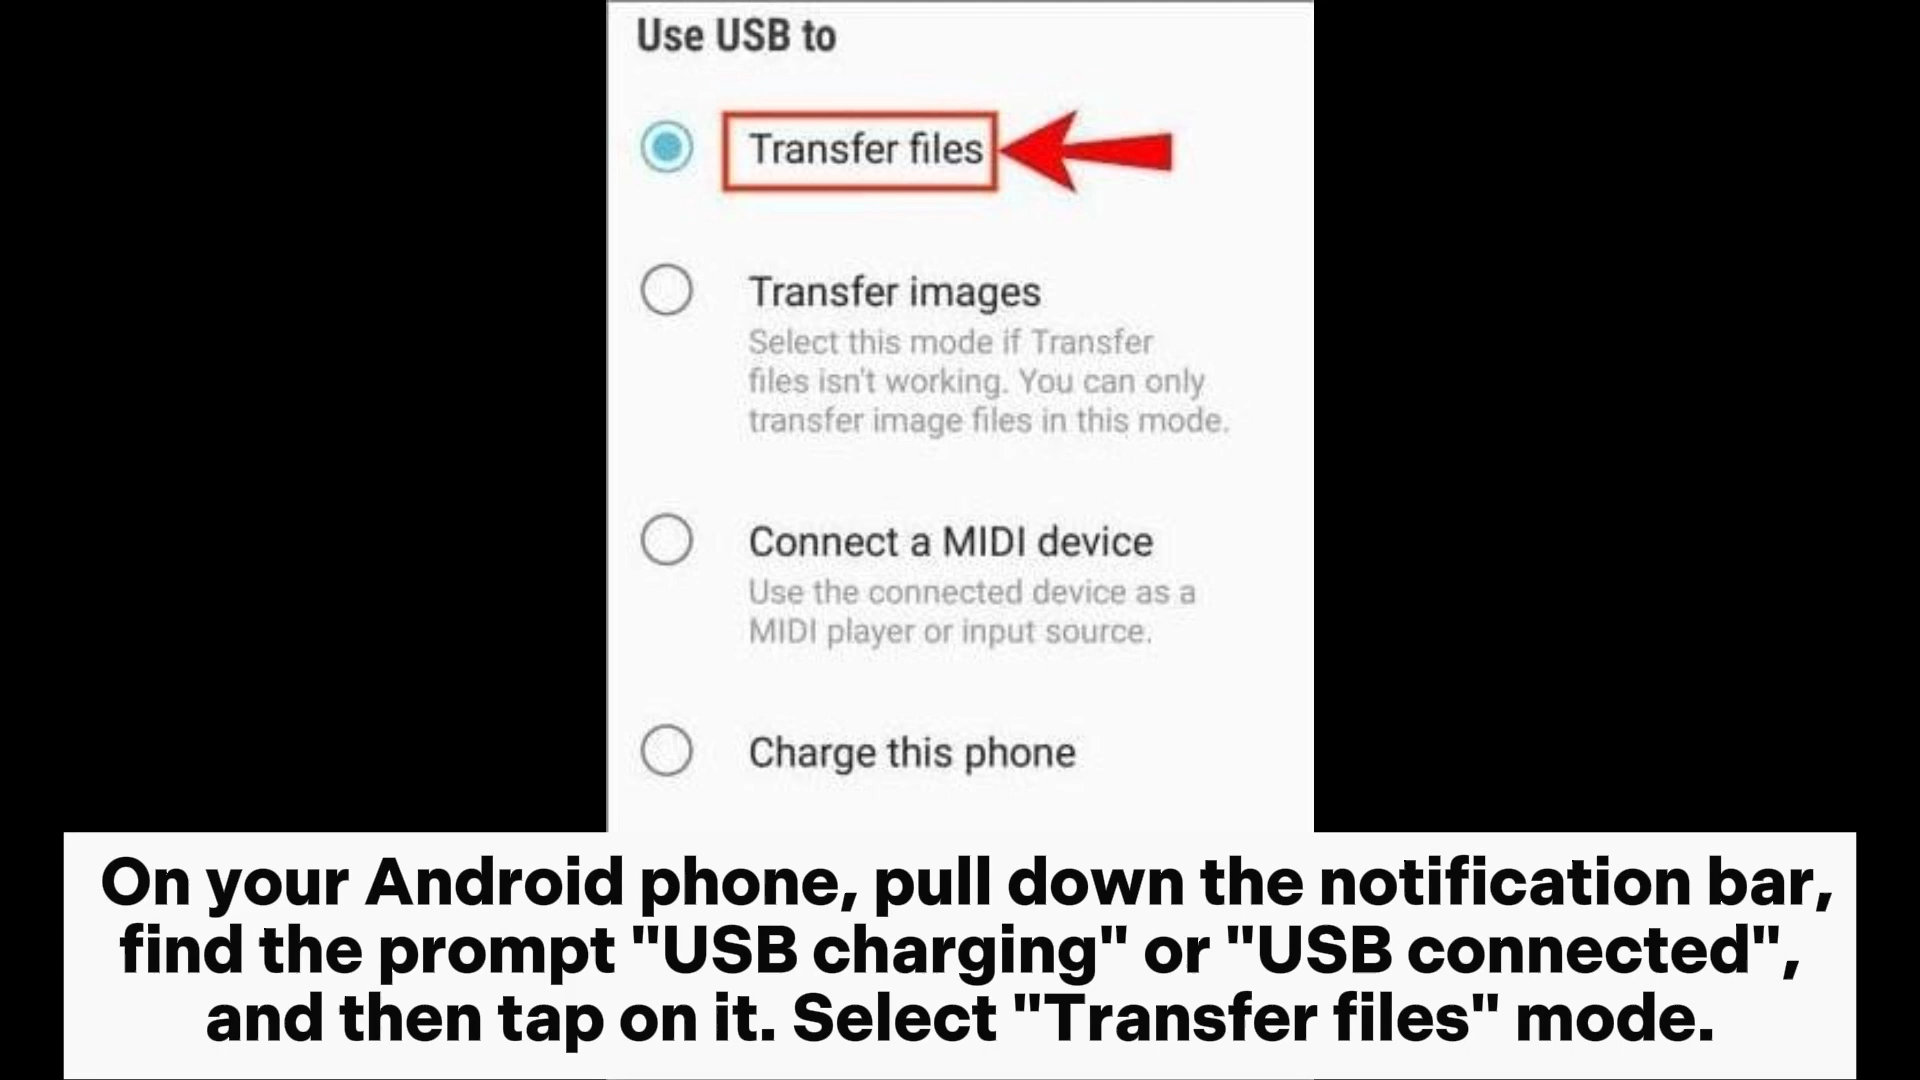 Use USB to
Transfer files
Transfer images
Select this mode if Transfer
files isn't working. You can only
transfer image files in this mode.
Connect a MIDI device
Use the connected device as a
MIDI player or input source.
Charge this phone
On your Android phone, pull down the notification bar,
find the prompt "USB charging" or "USB connected",
and then tap on it. Select "Transfer files" mode.